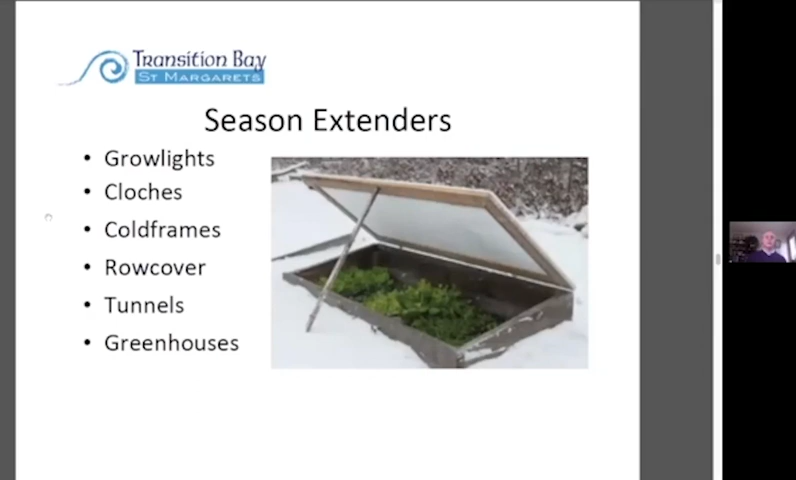 Transition Bay
ST MARGARETS
Season Extenders
• Growlights
• Cloches
• Coldframes
• Rowcover
• Tunnels
• Greenhouses